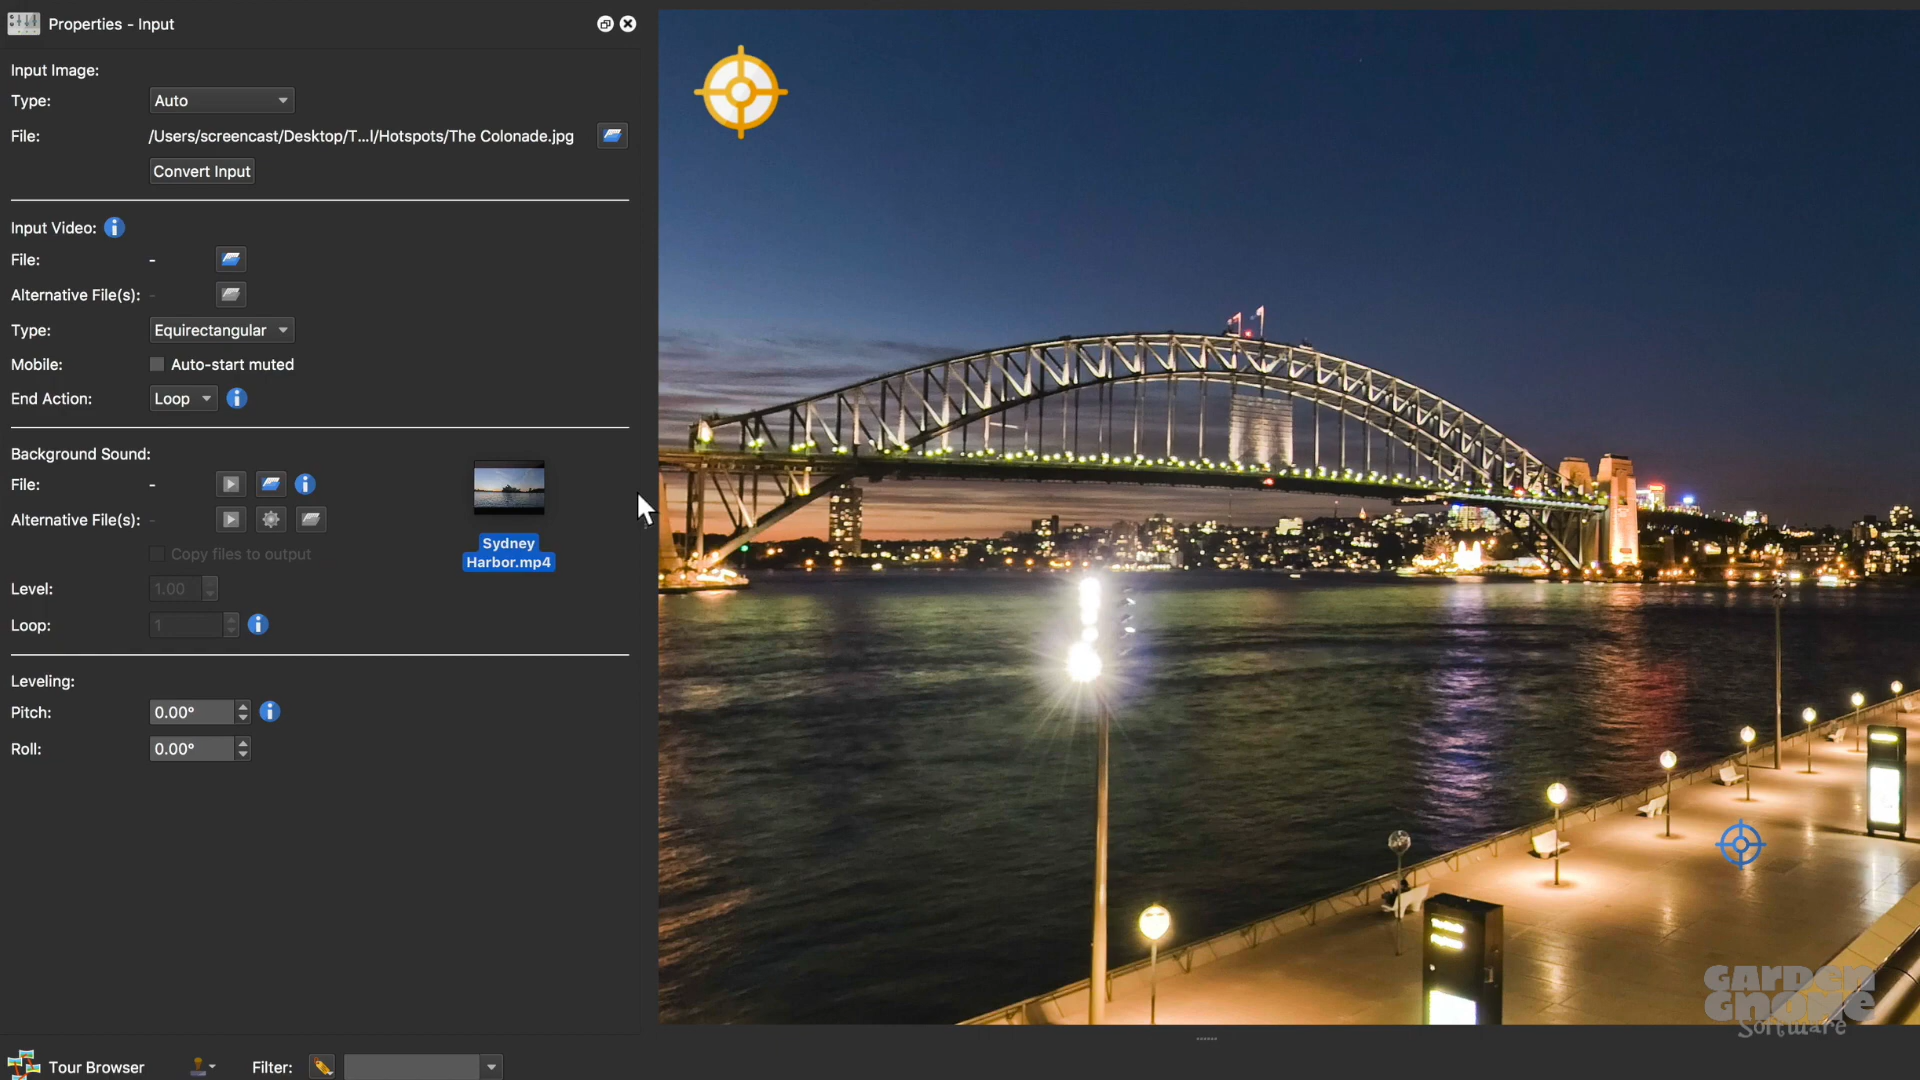 Properties - Input
Input Image:
Type: Auto
File: /Users/screencast/Desktop/T...l/Hotspots/The Colonade.jpg
Convert Input
Input Video:
File: -
Alternative File(s): -
Type: Equirectangular
Mobile: Auto-start muted
End Action: Loop
Background Sound:
File: -
Alternative File(s): -
Copy files to output
Sydney
Harbor.mp4
Level: 1.00
Loop: 1
Leveling:
Pitch: 0.00°
Roll: 0.00°
GARDEN
GNOME
Software
Tour Browser
Filter: